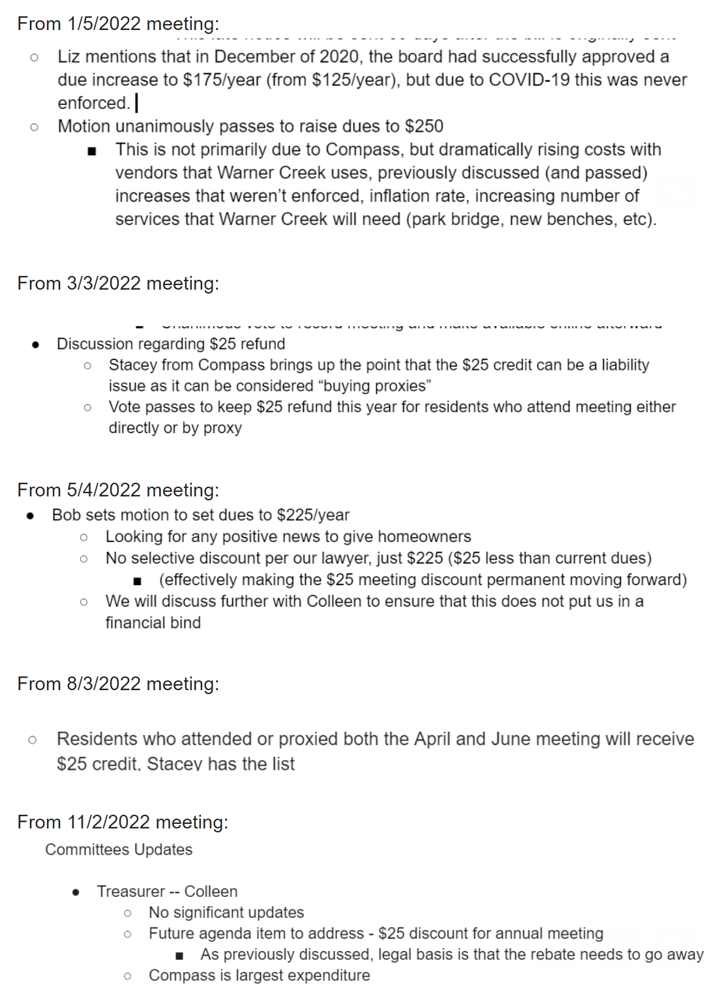 From 1/5/2022 meeting:
○ Liz mentions that in December of 2020, the board had successfully approved a
due increase to $175/year (from $125/year), but due to COVID-19 this was never
enforced.
○ Motion unanimously passes to raise dues to $250
■ This is not primarily due to Compass, but dramatically rising costs with
vendors that Warner Creek uses, previously discussed (and passed)
increases that weren’t enforced, inflation rate, increasing number of
services that Warner Creek will need (park bridge, new benches, etc).
From 3/3/2022 meeting:
● Discussion regarding $25 refund
○ Stacey from Compass brings up the point that the $25 credit can be a liability
issue as it can be considered “buying proxies”
○ Vote passes to keep $25 refund this year for residents who attend meeting either
directly or by proxy
From 5/4/2022 meeting:
● Bob sets motion to set dues to $225/year
○ Looking for any positive news to give homeowners
○ No selective discount per our lawyer, just $225 ($25 less than current dues)
■ (effectively making the $25 meeting discount permanent moving forward)
○ We will discuss further with Colleen to ensure that this does not put us in a
financial bind
From 8/3/2022 meeting:
○ Residents who attended or proxied both the April and June meeting will receive
$25 credit. Stacey has the list
From 11/2/2022 meeting:
Committees Updates
● Treasurer -- Colleen
○ No significant updates
○ Future agenda item to address - $25 discount for annual meeting
■ As previously discussed, legal basis is that the rebate needs to go away
○ Compass is largest expenditure